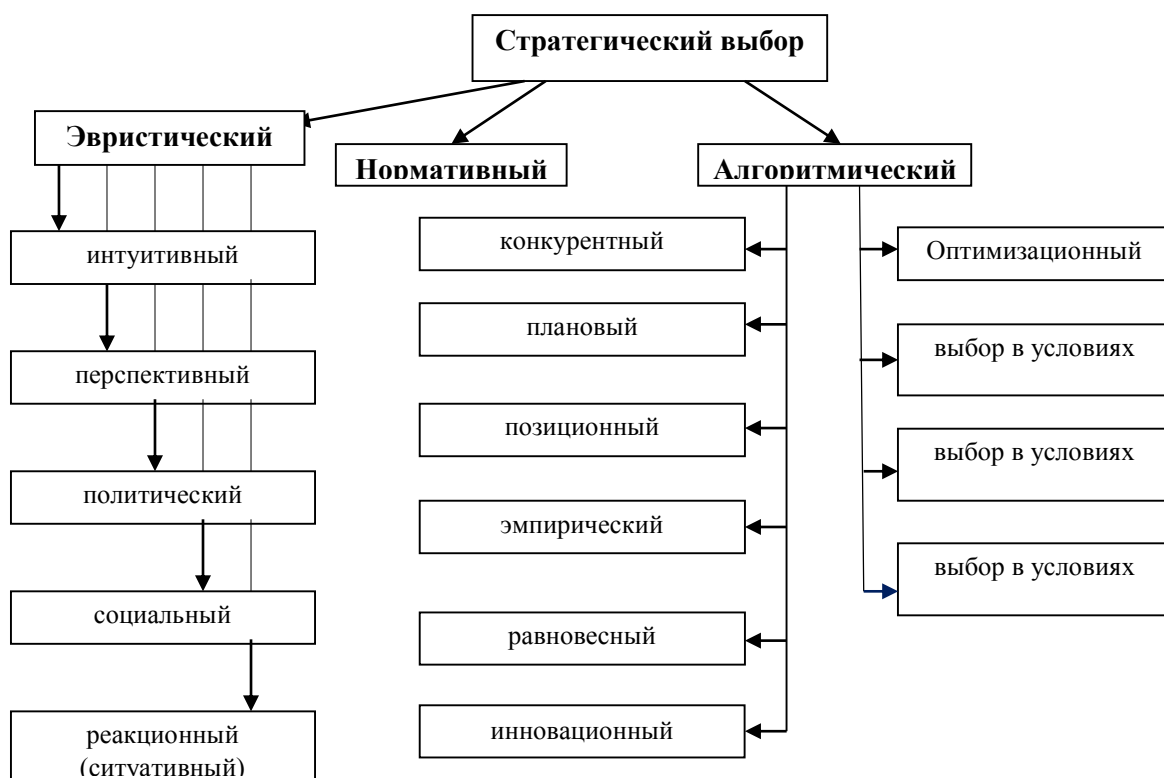 Стратегический выбор
Эвристический
Нормативный
Алгоритмический
интуитивный
перспективный
политический
социальный
реакционный
(ситуативный)
конкурентный
плановый
позиционный
эмпирический
равновесный
инновационный
Оптимизационный
выбор в условиях
выбор в условиях
выбор в условиях